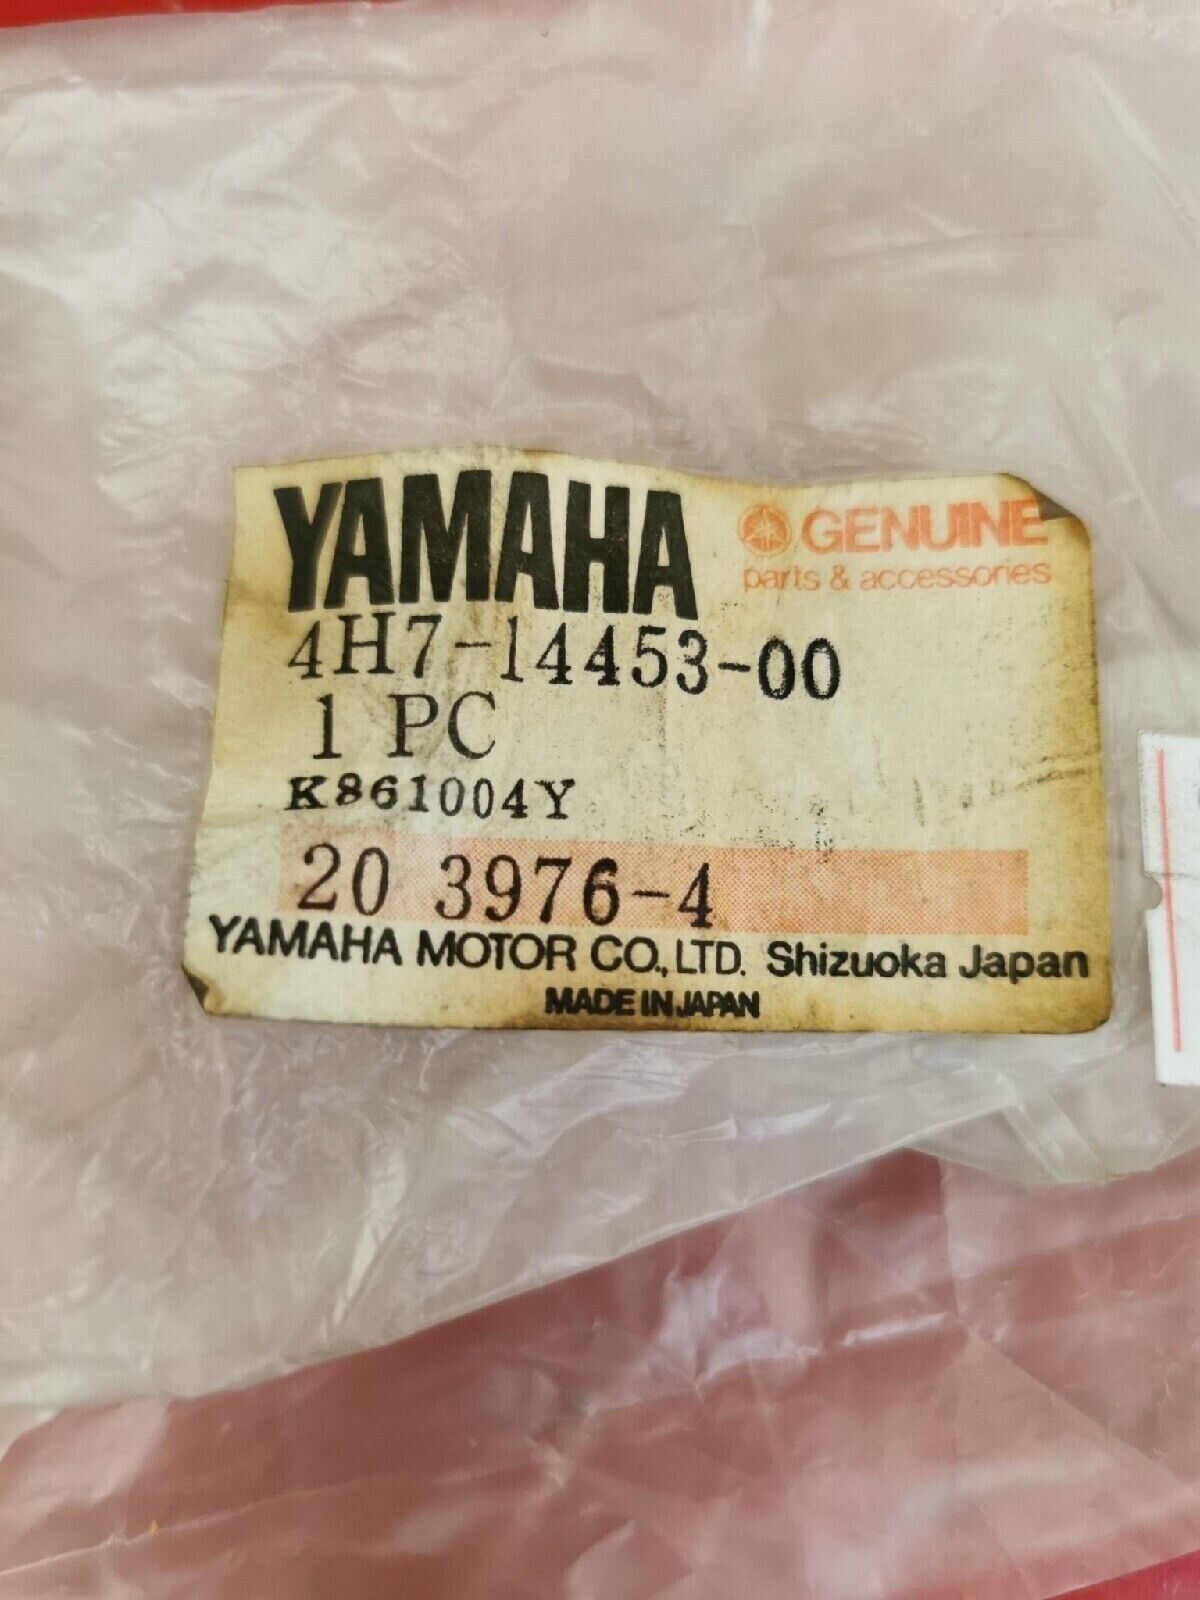 YAMAHA
GENUINE
parts & accessories
4H7-14453-00
1 PC
K861004Y
20 3976-4
YAMAHA MOTOR CO., LTD. Shizuoka Japan
MADE IN JAPAN